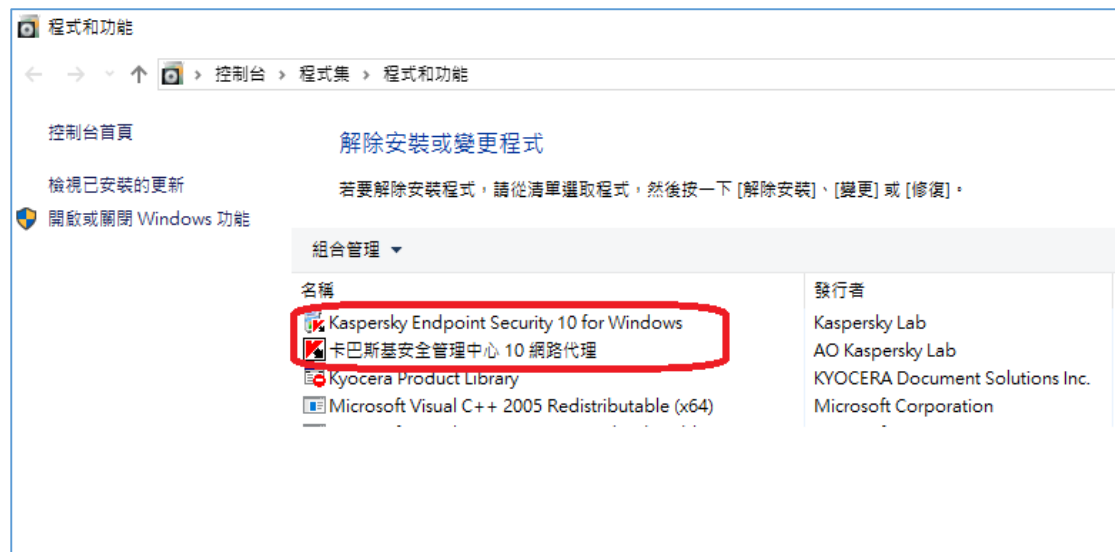 程式和功能
控制台 › 程式集 › 程式和功能
控制台首頁
檢視已安裝的更新
開啟或關閉 Windows 功能
解除安裝或變更程式
若要解除安裝程式，請從清單選取程式，然後按一下 [解除安裝]、[變更] 或 [修復]。
組合管理
名稱 發行者
Kaspersky Endpoint Security 10 for Windows Kaspersky Lab
卡巴斯基安全管理中心 10 網路代理 AO Kaspersky Lab
Kyocera Product Library KYOCERA Document Solutions Inc.
Microsoft Visual C++ 2005 Redistributable (x64) Microsoft Corporation